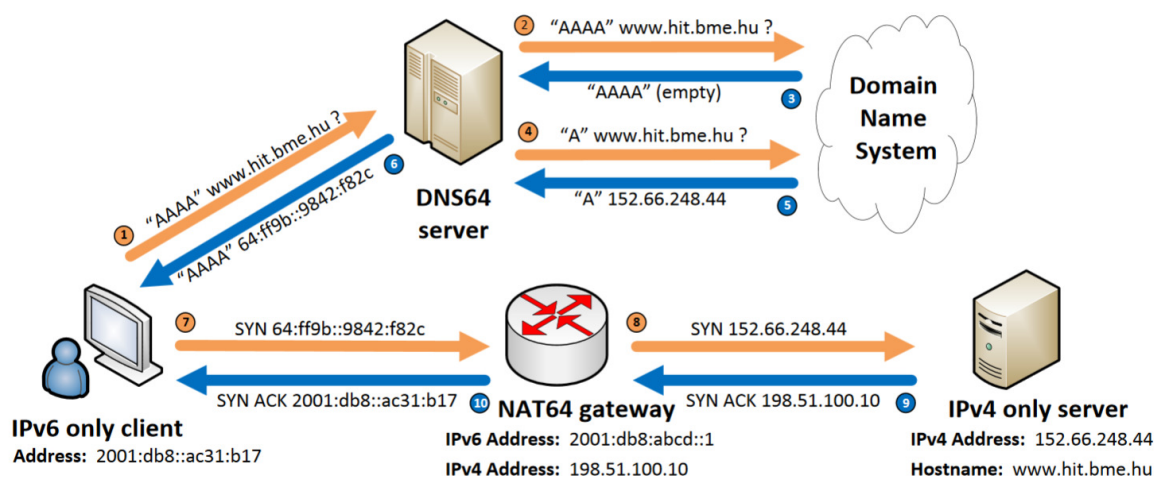 2 "AAAA" www.hit.bme.hu ?
"AAAA" (empty) 3
4 "A" www.hit.bme.hu ?
"A" 152.66.248.44 5
Domain
Name
System
DNS64
server
1 "AAAA" www.hit.bme.hu ?
6
"AAAA" 64:ff9b::9842:f82c
7 SYN 64:ff9b::9842:f82c
SYN ACK 2001:db8::ac31:b17 10
8 SYN 152.66.248.44
SYN ACK 198.51.100.10 9
IPv6 only client
Address: 2001:db8::ac31:b17
NAT64 gateway
IPv6 Address: 2001:db8:abcd::1
IPv4 Address: 198.51.100.10
IPv4 only server
IPv4 Address: 152.66.248.44
Hostname: www.hit.bme.hu